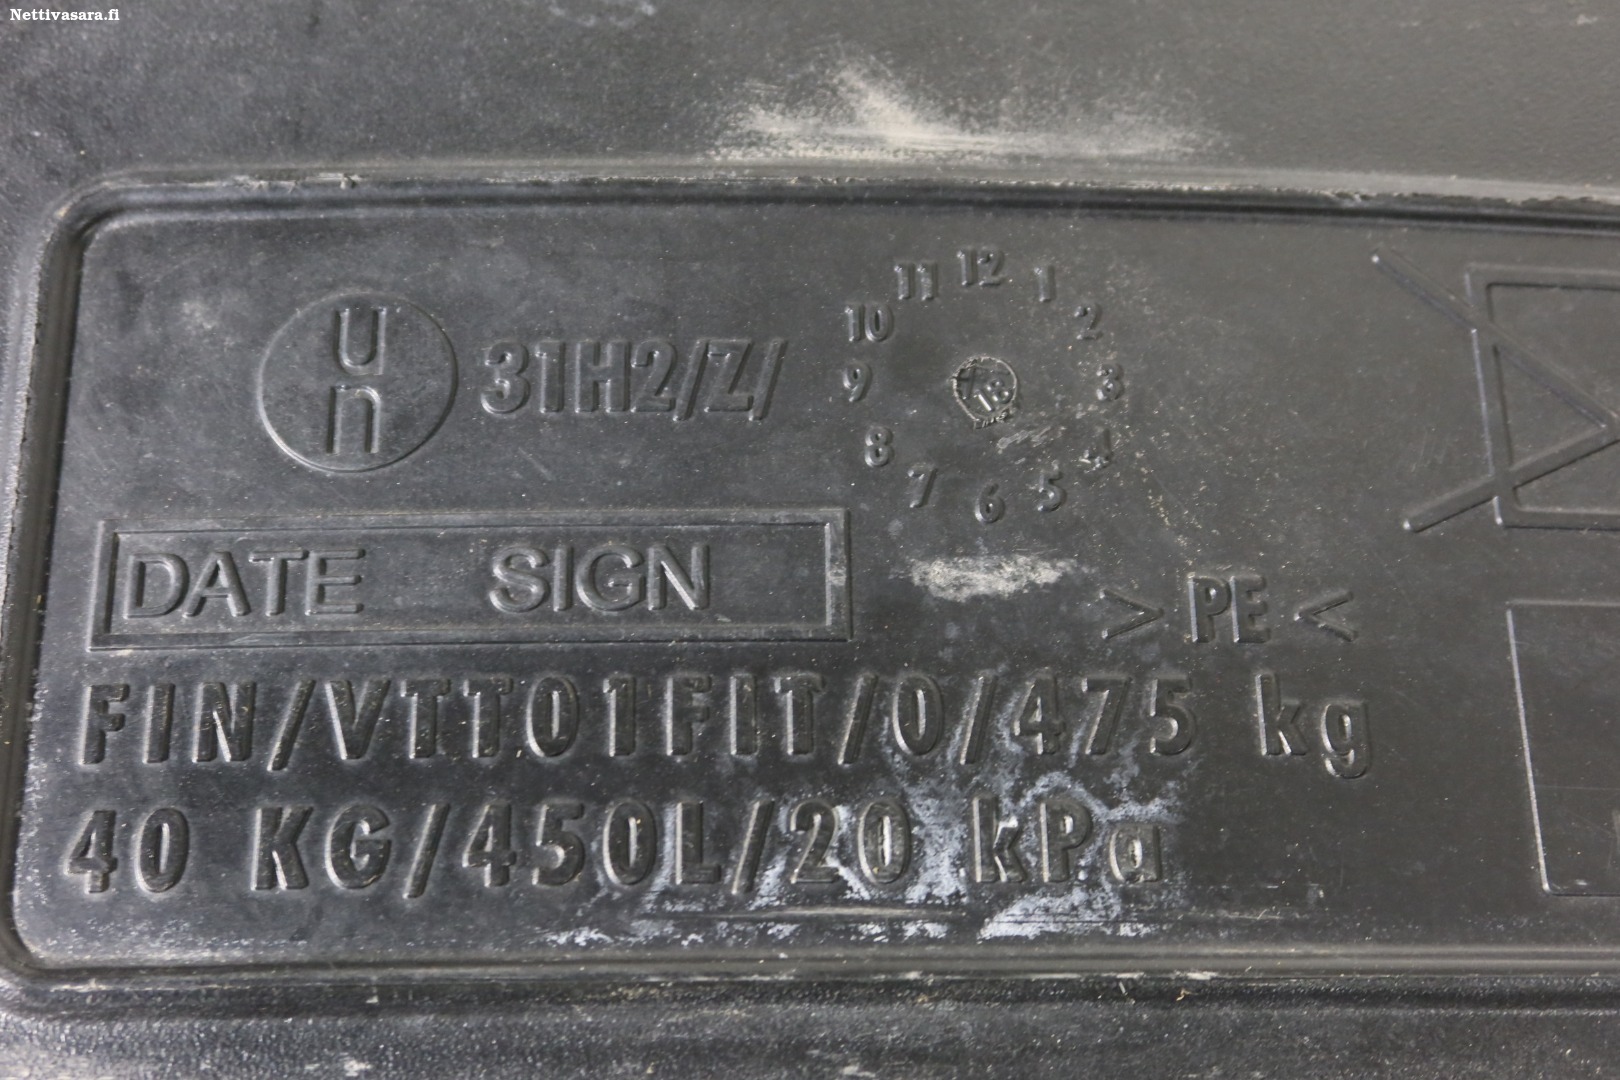 Nettivasara.fi
un 31H2/Z/
11 12 1
10 2
9 18 3
8 4
7 6 5
DATE SIGN
> PE <
FIN/VTT01FIT/0/475 kg
40 KG/450L/20 kPa